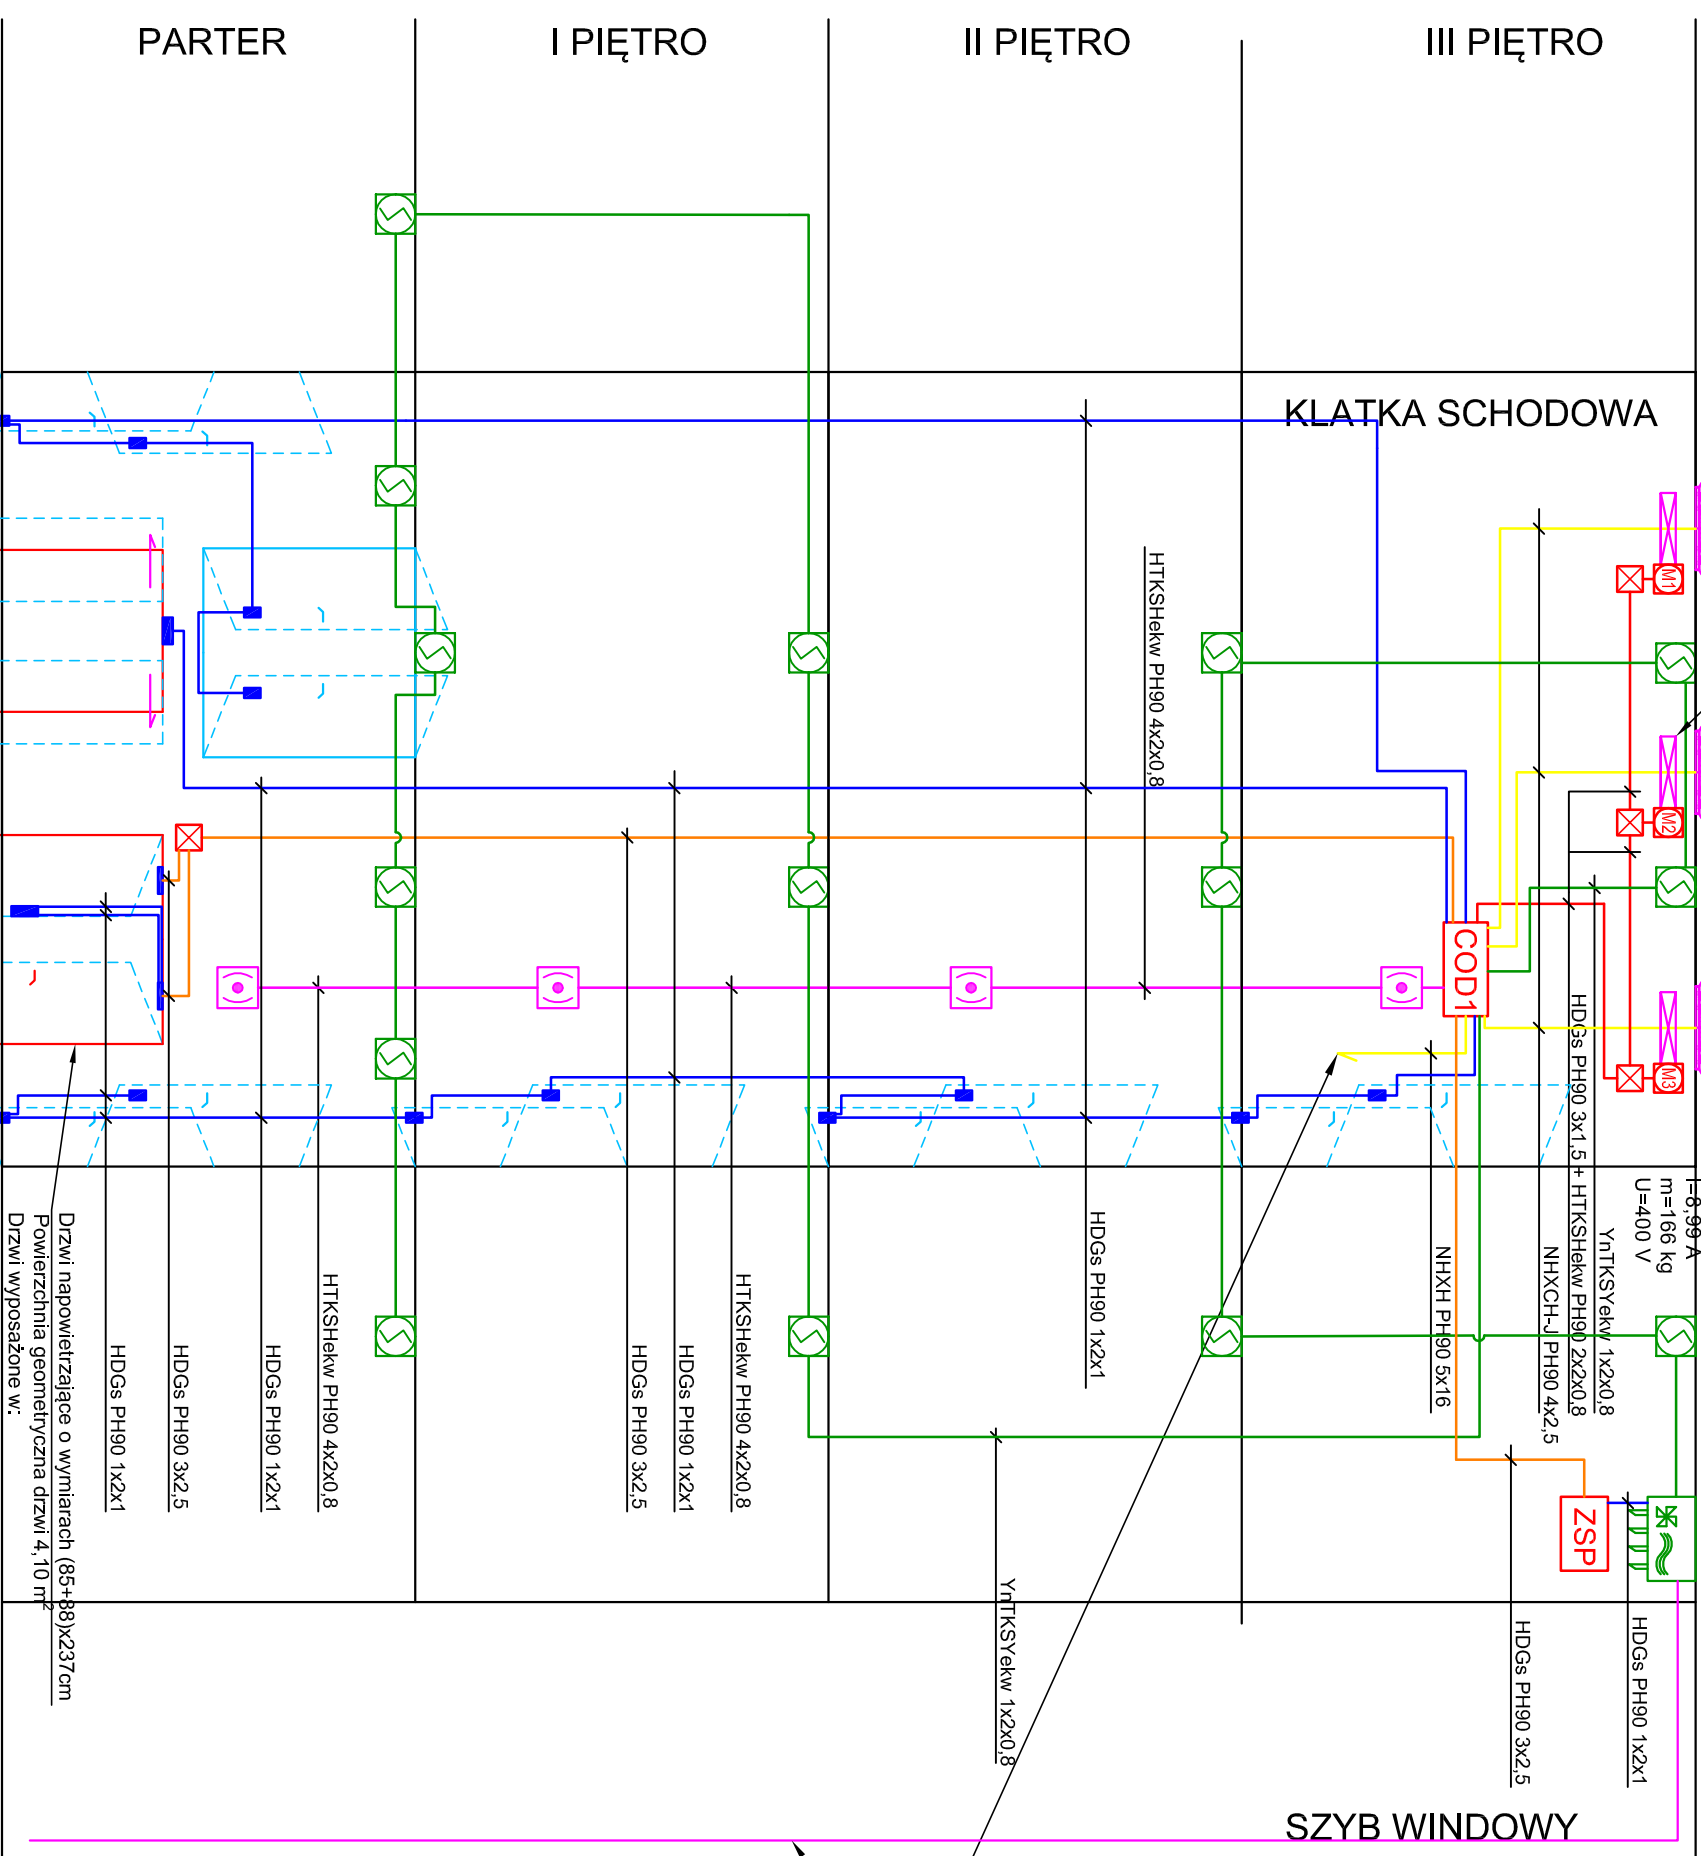 PARTER
I PIĘTRO
II PIĘTRO
III PIĘTRO
KLATKA SCHODOWA
M1
M2
M3
HTKSHekw PH90 4x2x0,8
COD1
I=8,99 A
m=166 kg
U=400 V
YnTKSYekw 1x2x0,8
HDGs PH90 3x1,5 + HTKSHekw PH90 2x2x0,8
NHXCH-J PH90 4x2,5
NHXH PH90 5x16
HDGs PH90 1x2x1
HTKSHekw PH90 4x2x0,8
HDGs PH90 1x2x1
HDGs PH90 3x2,5
HTKSHekw PH90 4x2x0,8
HDGs PH90 1x2x1
HDGs PH90 3x2,5
HDGs PH90 1x2x1
Drzwi napowietrzające o wymiarach (85+88)x237cm
Powierzchnia geometryczna drzwi 4,10 m²
Drzwi wyposażone w:
ZSP
YnTKSYekw 1x2x0,8
HDGs PH90 1x2x1
HDGs PH90 3x2,5
SZYB WINDOWY